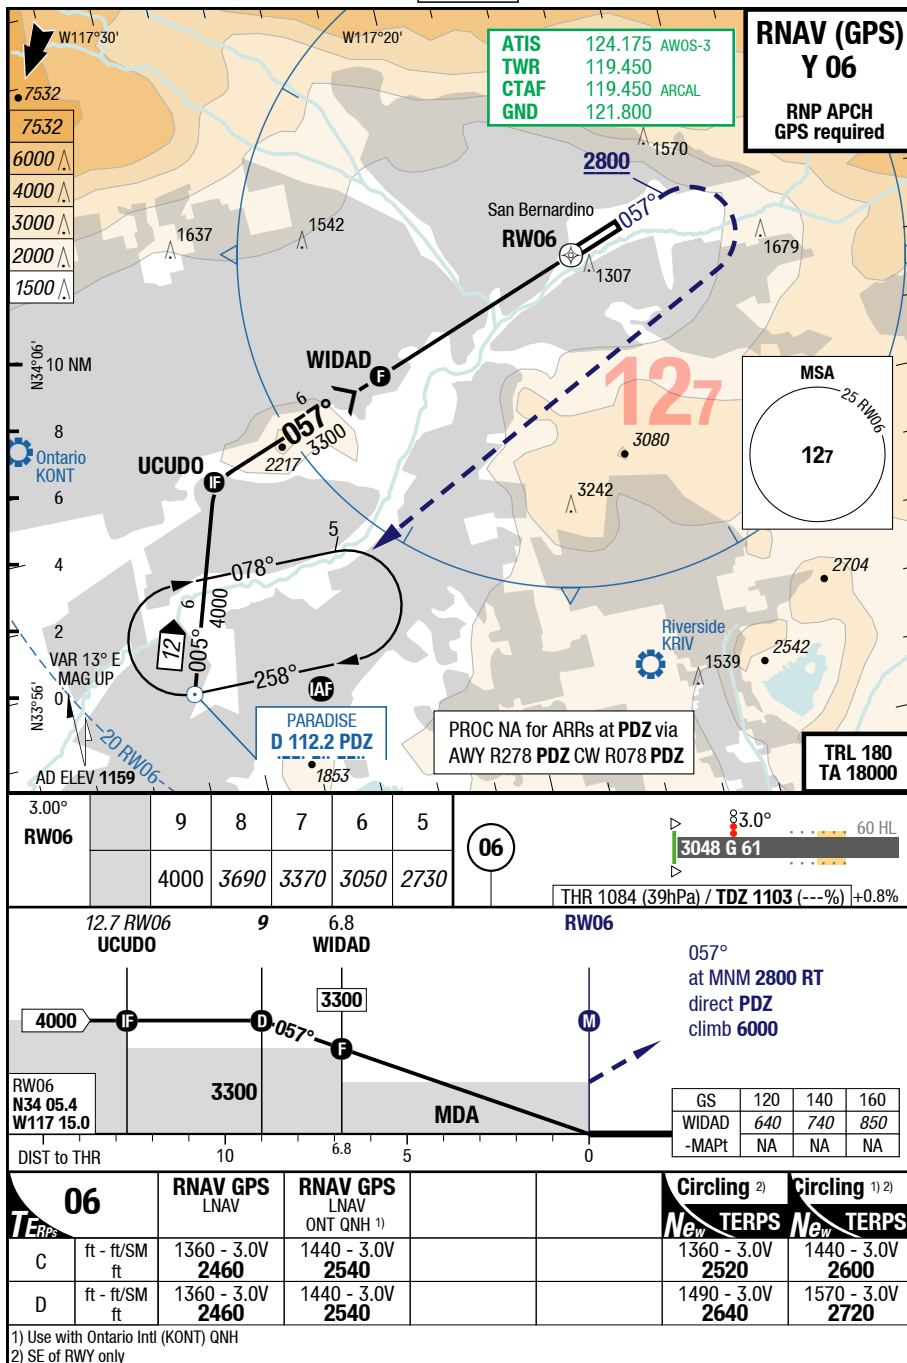 W117°30'
W117°20'
ATIS 124.175 AWOS-3
TWR 119.450
CTAF 119.450 ARCAL
GND 121.800
RNAV (GPS)
Y 06
RNP APCH
GPS required
7532
7532
6000
4000
3000
2000
1500
1570
2800
057°
San Bernardino
RW06
1637
1542
1679
1307
N34°06'
10 NM
WIDAD
F
127
MSA
25 RW06
127
6
057°
3300
2217
8
Ontario
KONT
UCUDO
IF
3080
3242
6
5
4
078°
2704
6
4000
005°
12
2
VAR 13° E
MAG UP
258°
IAF
Riverside
KRIV
2542
1539
N33°56'
0
20 RW06
PARADISE
D 112.2 PDZ
1853
PROC NA for ARRs at PDZ via
AWY R278 PDZ CW R078 PDZ
TRL 180
TA 18000
AD ELEV 1159
3.00°
RW06
9 8 7 6 5
4000 3690 3370 3050 2730
06
3.0°
60 HL
3048 G 61
THR 1084 (39hPa) / TDZ 1103 (---%) +0.8%
12.7 RW06 9 6.8 RW06
UCUDO WIDAD
057°
at MNM 2800 RT
direct PDZ
climb 6000
3300
4000
IF
D
057°
F
M
RW06
N34 05.4
W117 15.0
3300
MDA
GS 120 140 160
WIDAD 640 740 850
-MAPt NA NA NA
DIST to THR 10 6.8 5 0
TERPs
06
RNAV GPS
LNAV
RNAV GPS
LNAV
ONT QNH 1)
Circling 2)
New TERPS
Circling 1) 2)
New TERPS
C ft - ft/SM 1360 - 3.0V 1440 - 3.0V 1360 - 3.0V 1440 - 3.0V
ft 2460 2540 2520 2600
D ft - ft/SM 1360 - 3.0V 1440 - 3.0V 1490 - 3.0V 1570 - 3.0V
ft 2460 2540 2640 2720
1) Use with Ontario Intl (KONT) QNH
2) SE of RWY only